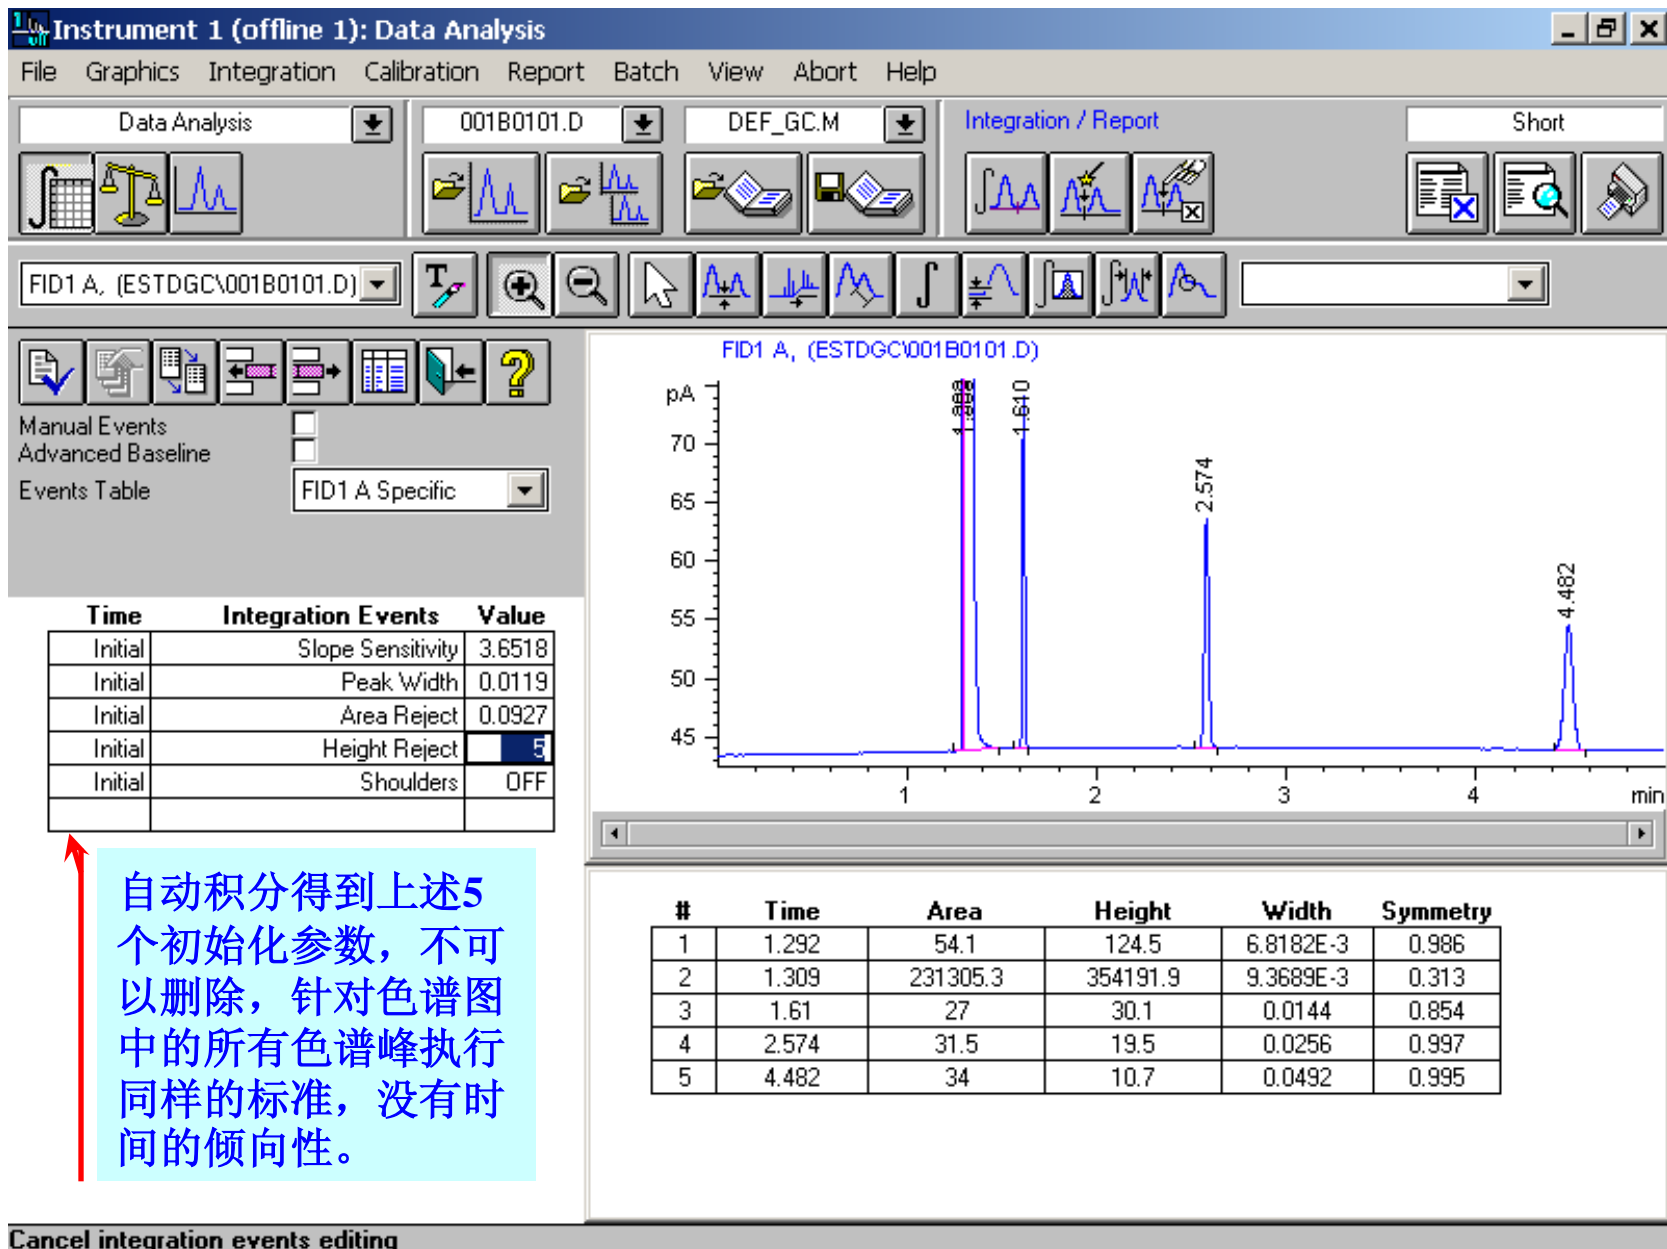 Instrument 1 (offline 1): Data Analysis
File Graphics Integration Calibration Report Batch View Abort Help
Data Analysis 001B0101.D DEF_GC.M Integration / Report Short
FID1 A, (ESTDGC\001B0101.D)
FID1 A, (ESTDGC\001B0101.D)
Manual Events
Advanced Baseline
Events Table FID1 A Specific
Time Integration Events Value
Initial Slope Sensitivity 3.6518
Initial Peak Width 0.0119
Initial Area Reject 0.0927
Initial Height Reject 5
Initial Shoulders OFF
自动积分得到上述5
个初始化参数，不可
以删除，针对色谱图
中的所有色谱峰执行
同样的标准，没有时
间的倾向性。
pA
70
65
60
55
50
45
1.610
2.574
4.482
1 2 3 4 min
# Time Area Height Width Symmetry
1 1.292 54.1 124.5 6.8182E-3 0.986
2 1.309 231305.3 354191.9 9.3689E-3 0.313
3 1.61 27 30.1 0.0144 0.854
4 2.574 31.5 19.5 0.0256 0.997
5 4.482 34 10.7 0.0492 0.995
Cancel integration events editing